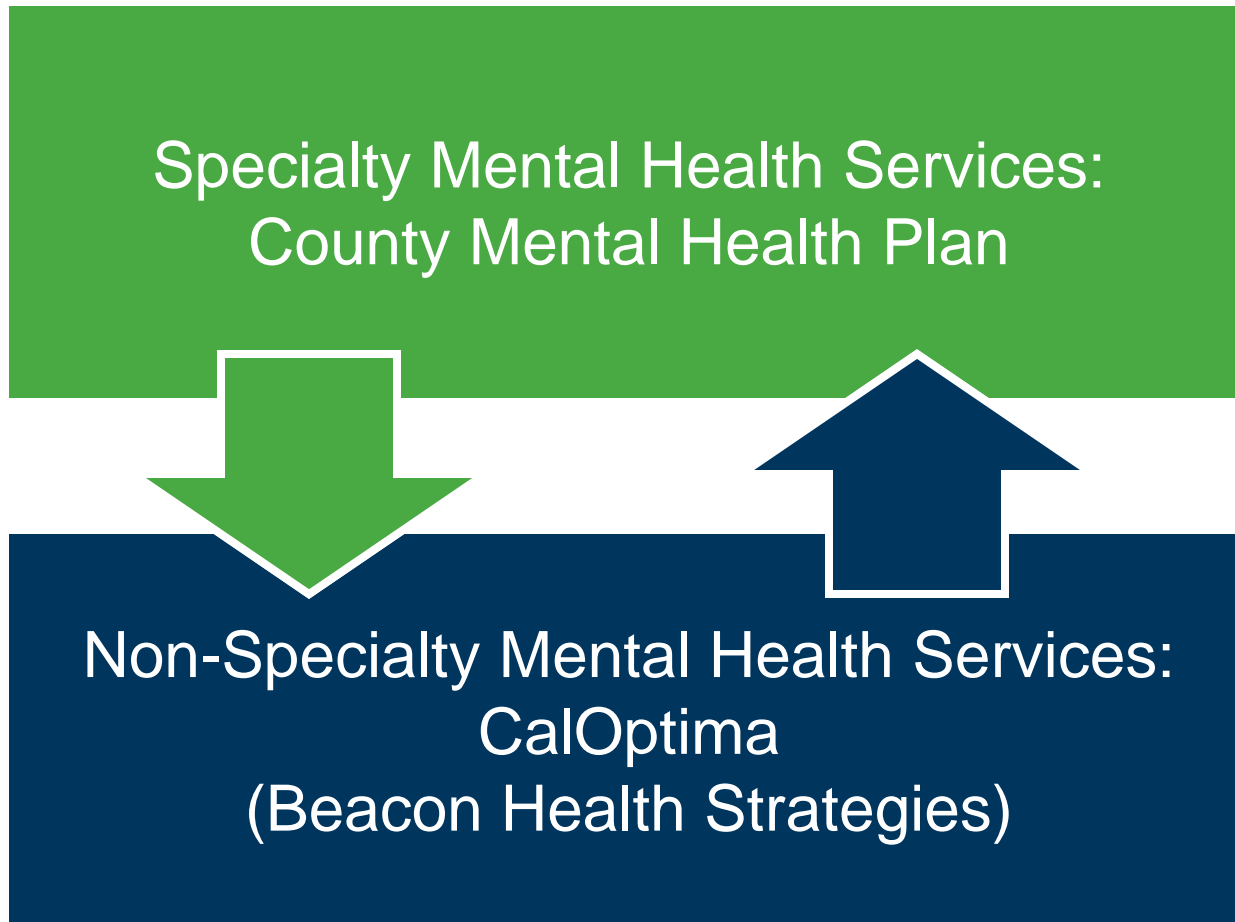 Specialty Mental Health Services:
County Mental Health Plan
Non-Specialty Mental Health Services:
CalOptima
(Beacon Health Strategies)